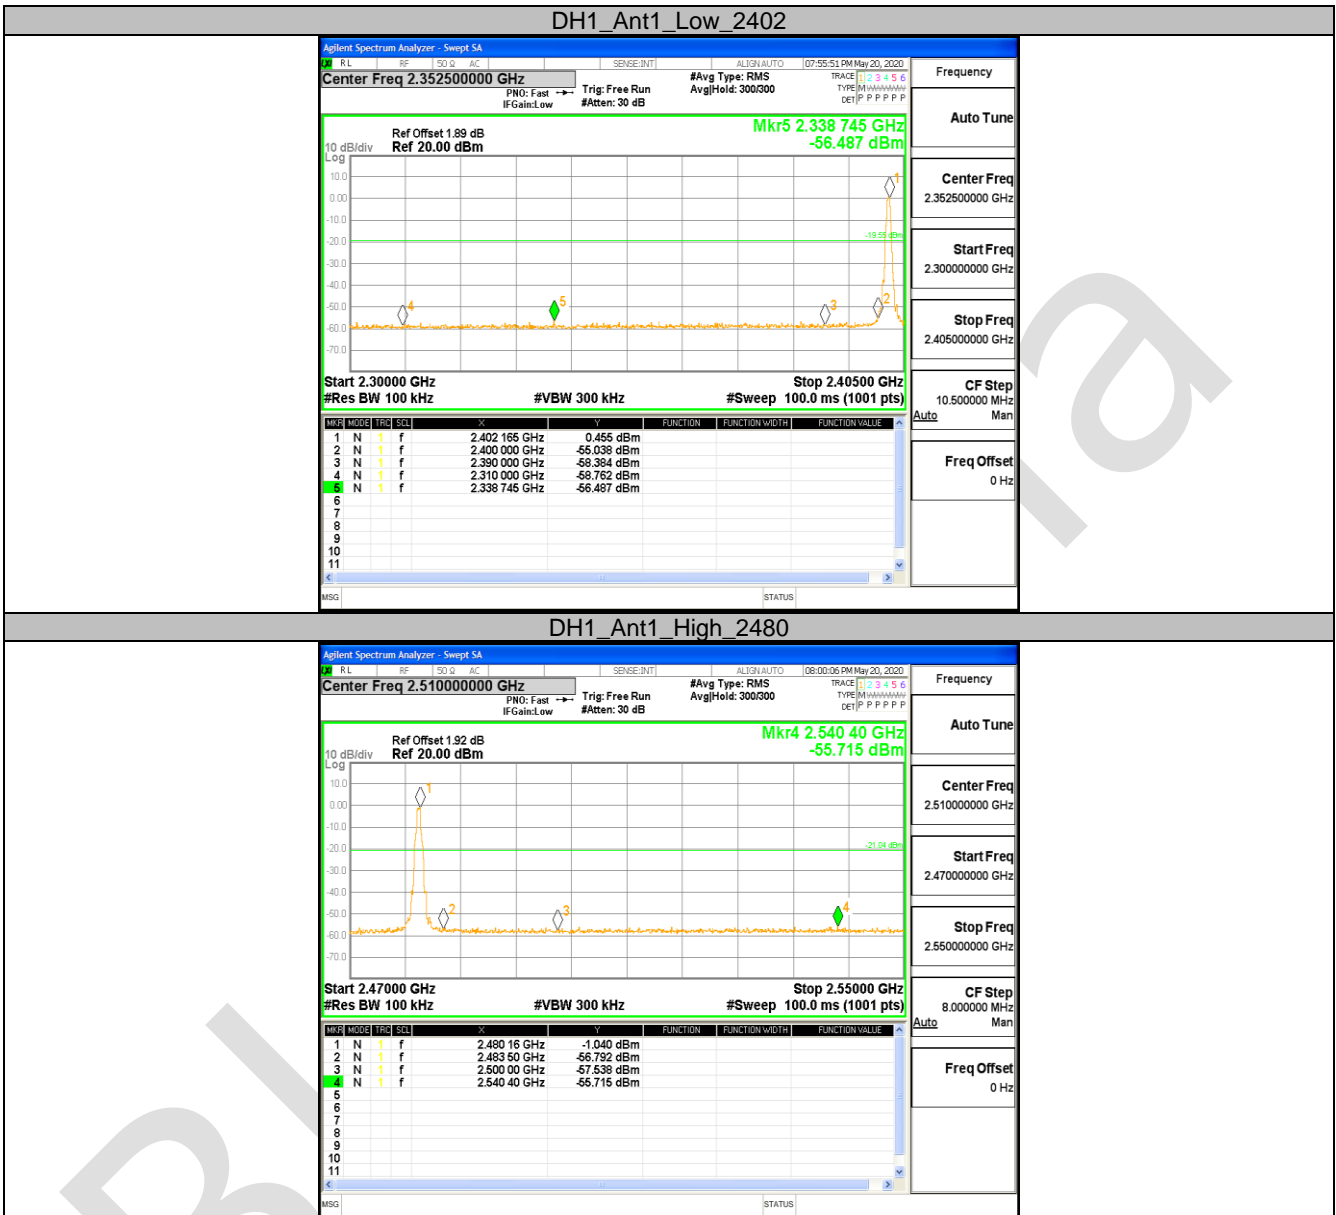 DH1_Ant1_Low_2402
Agilent Spectrum Analyzer - Swept SA
LXI RL RF 50 Ω AC SENSE:INT ALIGNAUTO 07:55:51 PM May 20, 2020
Center Freq 2.352500000 GHz
PNO: Fast
IFGain:Low
Trig: Free Run
#Atten: 30 dB
#Avg Type: RMS
Avg|Hold: 300/300
TRACE 1 2 3 4 5 6
TYPE M
DET P P P P P P
Mkr5 2.338 745 GHz
-56.487 dBm
Ref Offset 1.89 dB
10 dB/div Ref 20.00 dBm
Log
10.0
0.00
-10.0
-20.0
-30.0
-40.0
-50.0
-60.0
-70.0
1
-19.55 dBm
4
5
3
2
Start 2.30000 GHz Stop 2.40500 GHz
#Res BW 100 kHz #VBW 300 kHz #Sweep 100.0 ms (1001 pts)
MKR MODE TRC SCL X Y FUNCTION FUNCTION WIDTH FUNCTION VALUE
1 N 1 f 2.402 165 GHz 0.455 dBm
2 N 1 f 2.400 000 GHz -55.038 dBm
3 N 1 f 2.390 000 GHz -58.384 dBm
4 N 1 f 2.310 000 GHz -58.762 dBm
5 N 1 f 2.338 745 GHz -56.487 dBm
6
7
8
9
10
11
MSG STATUS
Frequency
Auto Tune
Center Freq
2.352500000 GHz
Start Freq
2.300000000 GHz
Stop Freq
2.405000000 GHz
CF Step
10.500000 MHz
Auto Man
Freq Offset
0 Hz
DH1_Ant1_High_2480
Agilent Spectrum Analyzer - Swept SA
LXI RL RF 50 Ω AC SENSE:INT ALIGNAUTO 08:00:06 PM May 20, 2020
Center Freq 2.510000000 GHz
PNO: Fast
IFGain:Low
Trig: Free Run
#Atten: 30 dB
#Avg Type: RMS
Avg|Hold: 300/300
TRACE 1 2 3 4 5 6
TYPE M
DET P P P P P P
Mkr4 2.540 40 GHz
-55.715 dBm
Ref Offset 1.92 dB
10 dB/div Ref 20.00 dBm
Log
10.0
0.00
-10.0
-20.0
-30.0
-40.0
-50.0
-60.0
-70.0
1
-21.04 dBm
2
3
4
Start 2.47000 GHz Stop 2.55000 GHz
#Res BW 100 kHz #VBW 300 kHz #Sweep 100.0 ms (1001 pts)
MKR MODE TRC SCL X Y FUNCTION FUNCTION WIDTH FUNCTION VALUE
1 N 1 f 2.480 16 GHz -1.040 dBm
2 N 1 f 2.483 50 GHz -56.792 dBm
3 N 1 f 2.500 00 GHz -57.538 dBm
4 N 1 f 2.540 40 GHz -55.715 dBm
5
6
7
8
9
10
11
MSG STATUS
Frequency
Auto Tune
Center Freq
2.510000000 GHz
Start Freq
2.470000000 GHz
Stop Freq
2.550000000 GHz
CF Step
8.000000 MHz
Auto Man
Freq Offset
0 Hz